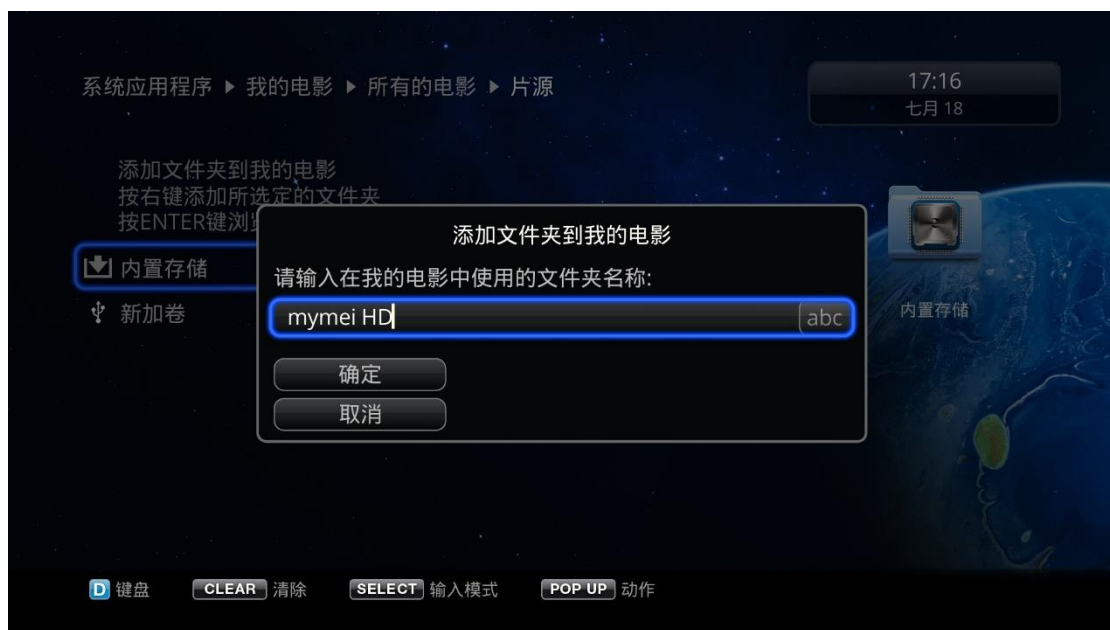 系统应用程序 ▶ 我的电影 ▶ 所有的电影 ▶ 片源
17:16
七月 18
添加文件夹到我的电影
按右键添加所选定的文件夹
按ENTER键浏览
内置存储
新加卷
添加文件夹到我的电影
请输入在我的电影中使用的文件夹名称:
mymei HD
abc
确定
取消
内置存储
D 键盘 CLEAR 清除 SELECT 输入模式 POP UP 动作